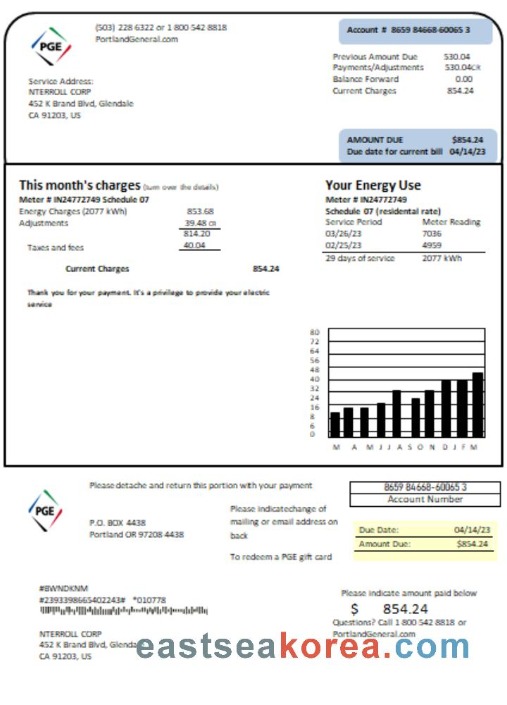 PGE
(503) 228 6322 or 1 800 542 8818
PortlandGeneral.com
Account # 8659 84668-60065 3
Previous Amount Due 530.04
Payments/Adjustments 530.04CR
Balance Forward 0.00
Current Charges 854.24
Service Address:
NTERROLL CORP
452 K Brand Blvd, Glendale
CA 91203, US
AMOUNT DUE $854.24
Due date for current bill 04/14/23
This month's charges (turn over the details)
Meter # IN24772749 Schedule 07
Energy Charges (2077 kWh) 853.68
Adjustments 39.48 CR
814.20
Taxes and fees 40.04
Current Charges 854.24
Thank you for your payment. It's a privilege to provide your electric
service
Your Energy Use
Meter # IN24772749
Schedule 07 (residental rate)
Service Period Meter Reading
03/26/23 7036
02/25/23 4959
29 days of service 2077 kWh
80
72
64
56
48
40
32
24
16
8
6
0
M A M J J A S O N D J F M
Please detache and return this portion with your payment
8659 84668-60065 3
Account Number
PGE
P.O. BOX 4438
Portland OR 97208 4438
Please indicatechange of
mailing or email address on
back
To redeem a PGE gift card
Due Date: 04/14/23
Amount Due: $854.24
#BWNDKNM
#2393398665402243# *010778
NTERROLL CORP
452 K Brand Blvd, Glenda
CA 91203, US
Please indicate amount paid below
$ 854.24
Questions? Call 1 800 542 8818 or
PortlandGeneral.com
eastseakorea.com